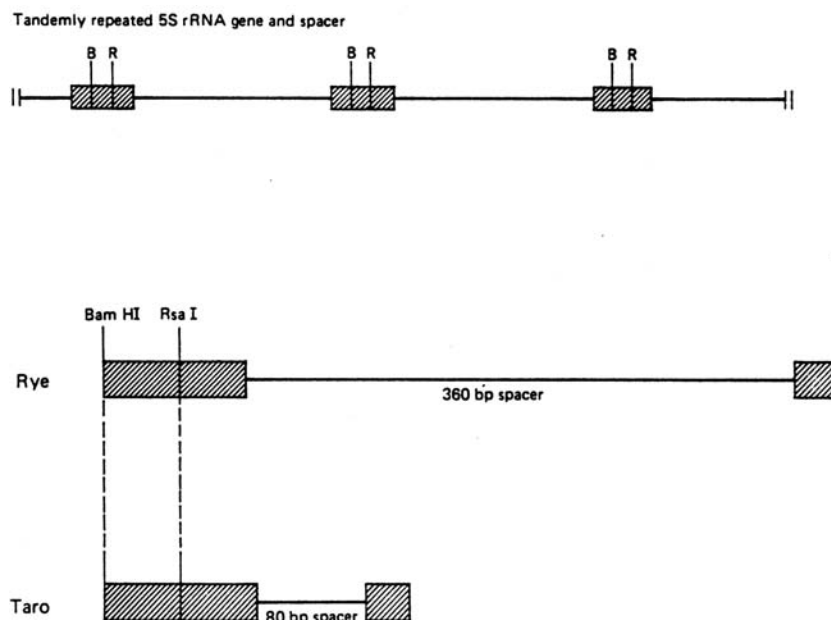 Tandemly repeated 5S rRNA gene and spacer
B R B R B R
Bam HI Rsa I
Rye
360 bp spacer
Taro
80 bp spacer